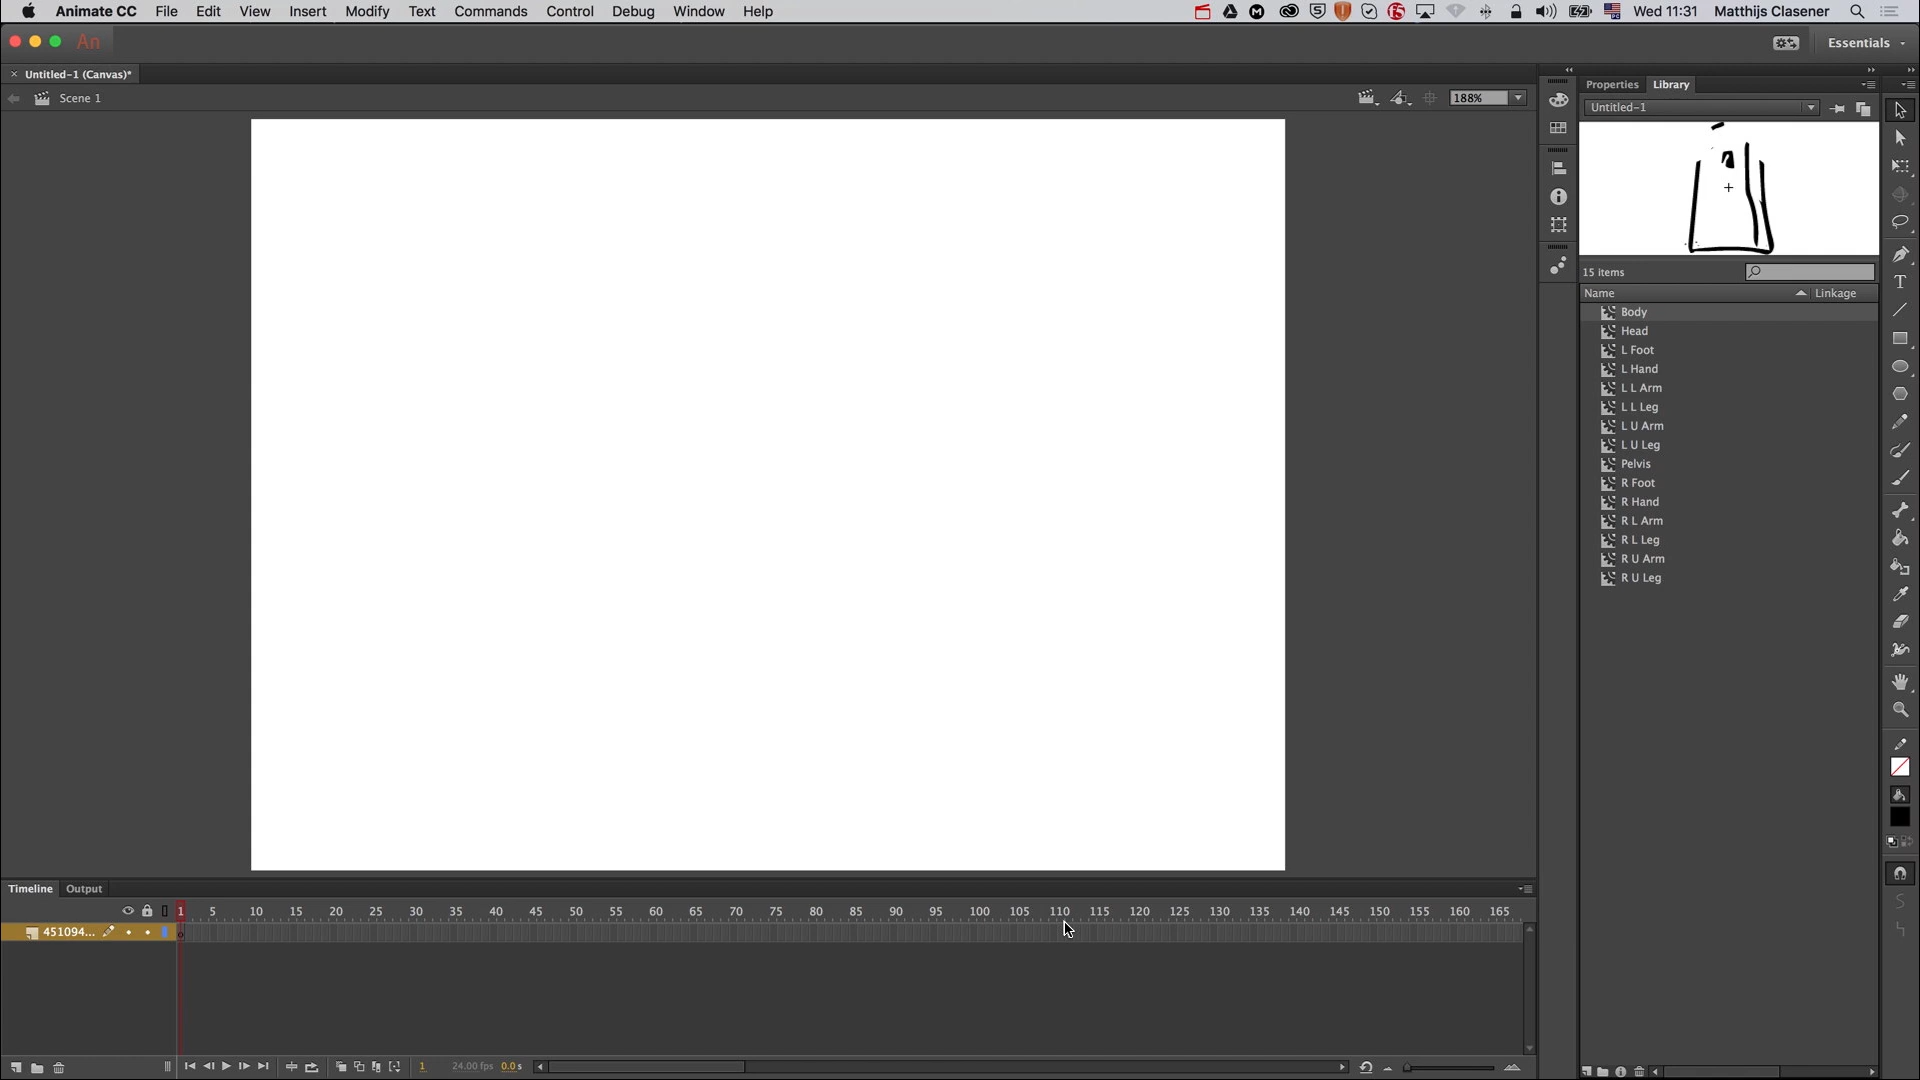 Animate CC File Edit View Insert Modify Text Commands Control Debug Window Help Wed 11:31 Matthijs Clasener
An Essentials
Untitled-1 (Canvas)*
Scene 1 188%
Properties Library
Untitled-1
15 items
Name Linkage
Body
Head
L Foot
L Hand
L L Arm
L L Leg
L U Arm
L U Leg
Pelvis
R Foot
R Hand
R L Arm
R L Leg
R U Arm
R U Leg
Timeline Output
1 5 10 15 20 25 30 35 40 45 50 55 60 65 70 75 80 85 90 95 100 105 110 115 120 125 130 135 140 145 150 155 160 165
451094...
1 24.00 fps 0.0 s